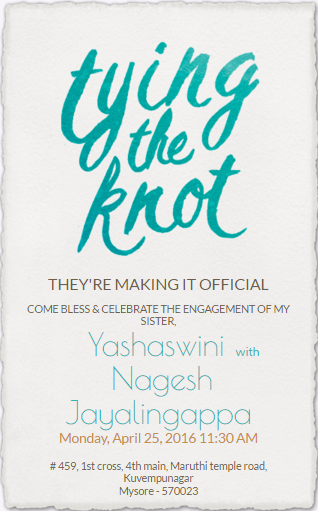 tying
the
knot
THEY'RE MAKING IT OFFICIAL
COME BLESS & CELEBRATE THE ENGAGEMENT OF MY
SISTER,
Yashaswini with
Nagesh
Jayalingappa
Monday, April 25, 2016 11:30 AM
# 459, 1st cross, 4th main, Maruthi temple road,
Kuvempunagar
Mysore - 570023